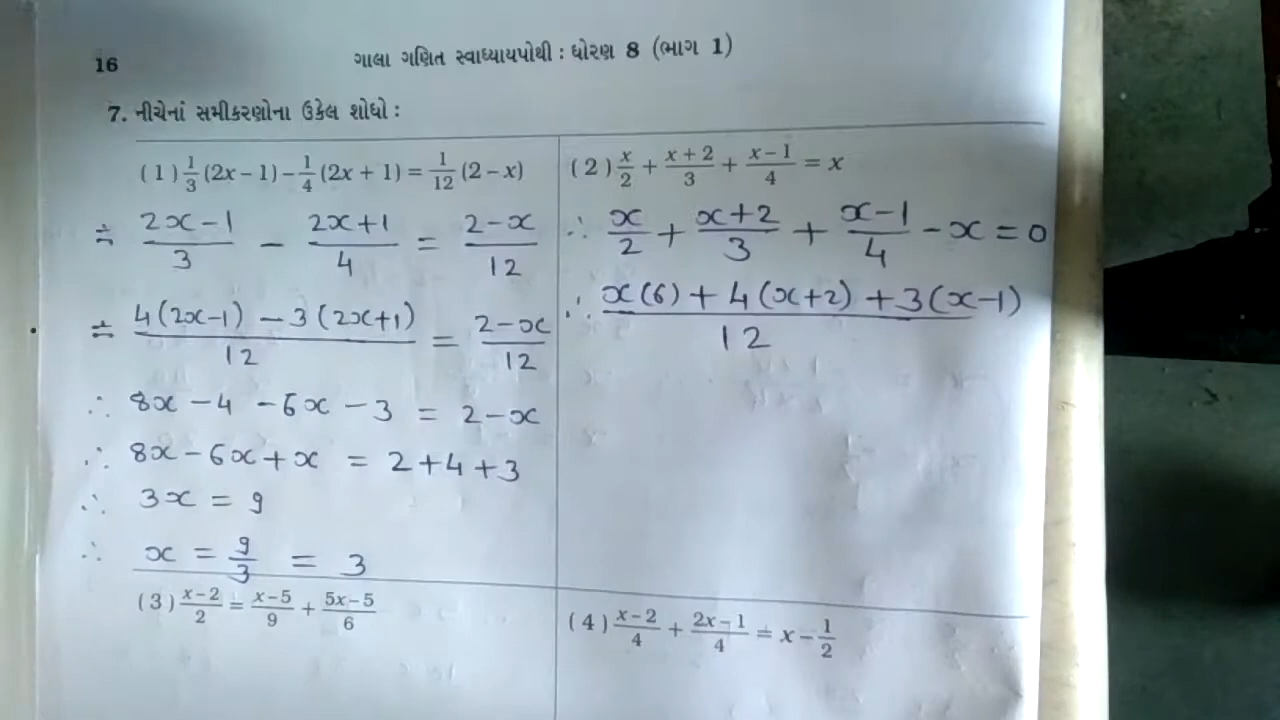 16
ગાલા ગણિત સ્વાધ્યાયપોથી : ધોરણ 8 (ભાગ 1)
7. નીચેનાં સમીકરણોના ઉકેલ શોધો :
(1) 1/3 (2x – 1) – 1/4 (2x + 1) = 1/12 (2 – x)
≑ (2x – 1)/3 – (2x + 1)/4 = (2 – x)/12
≑ (4(2x–1) – 3(2x+1))/12 = (2–x)/12
∴ 8x – 4 – 6x – 3 = 2 – x
∴ 8x – 6x + x = 2 + 4 + 3
∴ 3x = 9
∴ x = 9/3 = 3
(2) x/2 + (x + 2)/3 + (x – 1)/4 = x
∴ x/2 + (x+2)/3 + (x–1)/4 – x = 0
∴ (x(6) + 4(x+2) + 3(x–1))/12
(3) (x – 2)/2 = (x – 5)/9 + (5x – 5)/6
(4) (x – 2)/4 + (2x – 1)/4 = x – 1/2